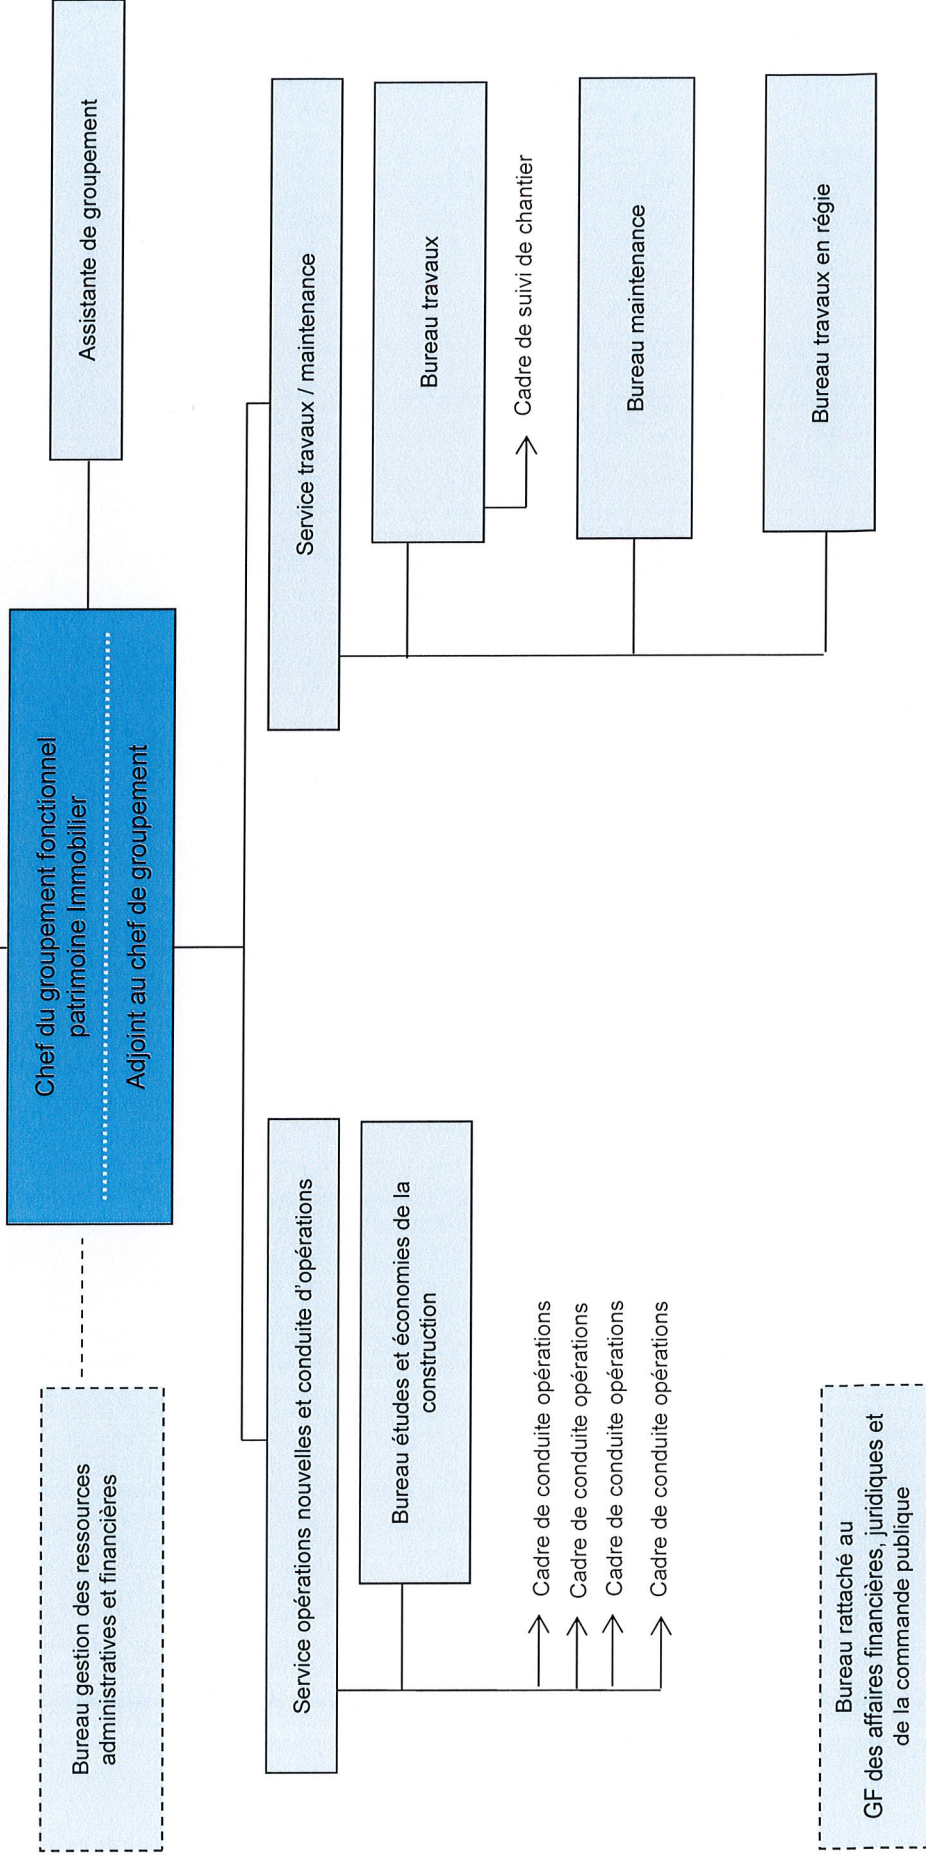 Chef du groupement fonctionnel
patrimoine Immobilier
Adjoint au chef de groupement
Bureau gestion des ressources
administratives et financières
Assistante de groupement
Service opérations nouvelles et conduite d'opérations
Bureau études et économies de la
construction
Cadre de conduite opérations
Cadre de conduite opérations
Cadre de conduite opérations
Cadre de conduite opérations
Service travaux / maintenance
Bureau travaux
Cadre de suivi de chantier
Bureau maintenance
Bureau travaux en régie
Bureau rattaché au
GF des affaires financières, juridiques et
de la commande publique